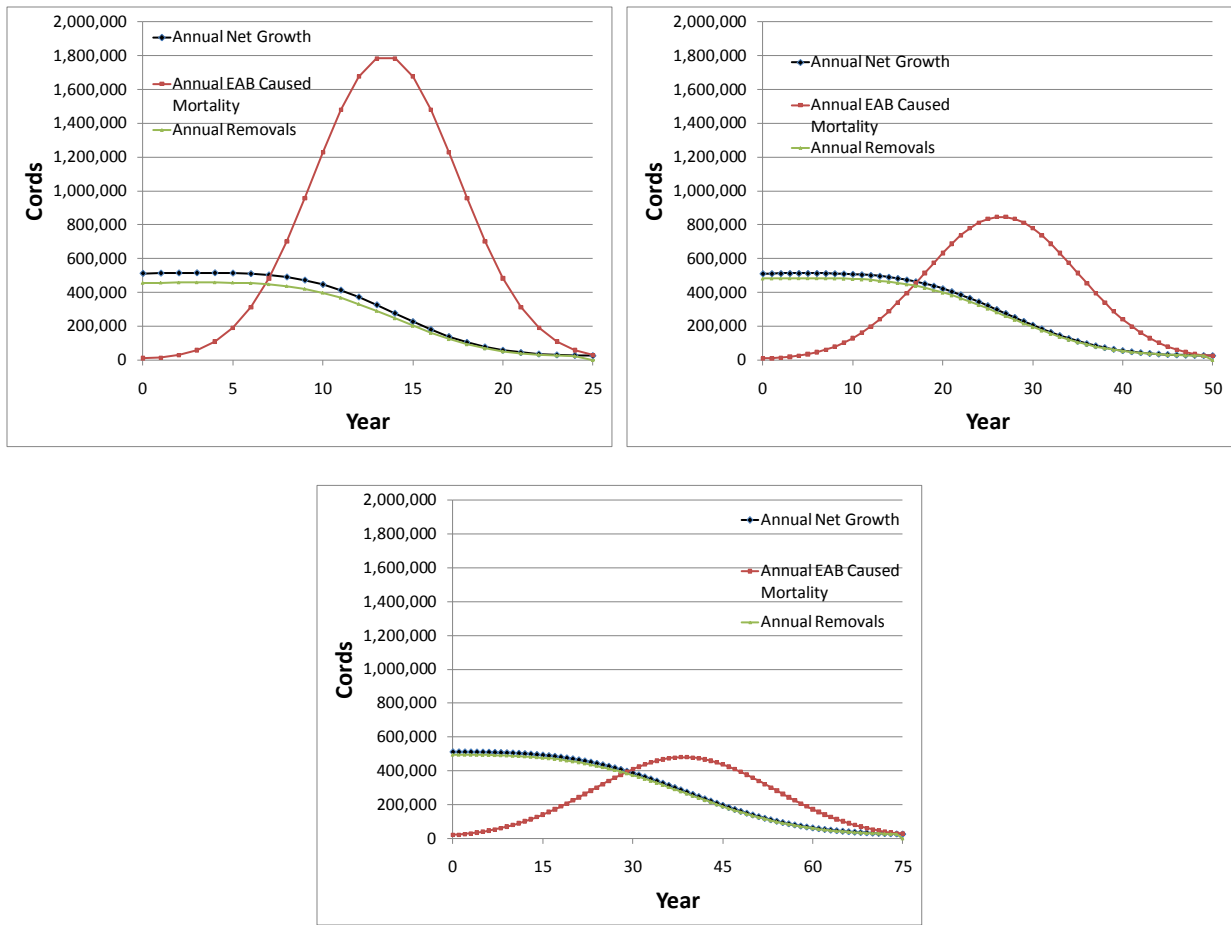 2,000,000
1,800,000
1,600,000
1,400,000
1,200,000
1,000,000
800,000
600,000
400,000
200,000
0
Cords
Annual Net Growth
Annual EAB Caused
Mortality
Annual Removals
0 5 10 15 20 25
Year
2,000,000
1,800,000
1,600,000
1,400,000
1,200,000
1,000,000
800,000
600,000
400,000
200,000
0
Cords
Annual Net Growth
Annual EAB Caused
Mortality
Annual Removals
0 10 20 30 40 50
Year
2,000,000
1,800,000
1,600,000
1,400,000
1,200,000
1,000,000
800,000
600,000
400,000
200,000
0
Cords
Annual Net Growth
Annual EAB Caused
Mortality
Annual Removals
0 15 30 45 60 75
Year